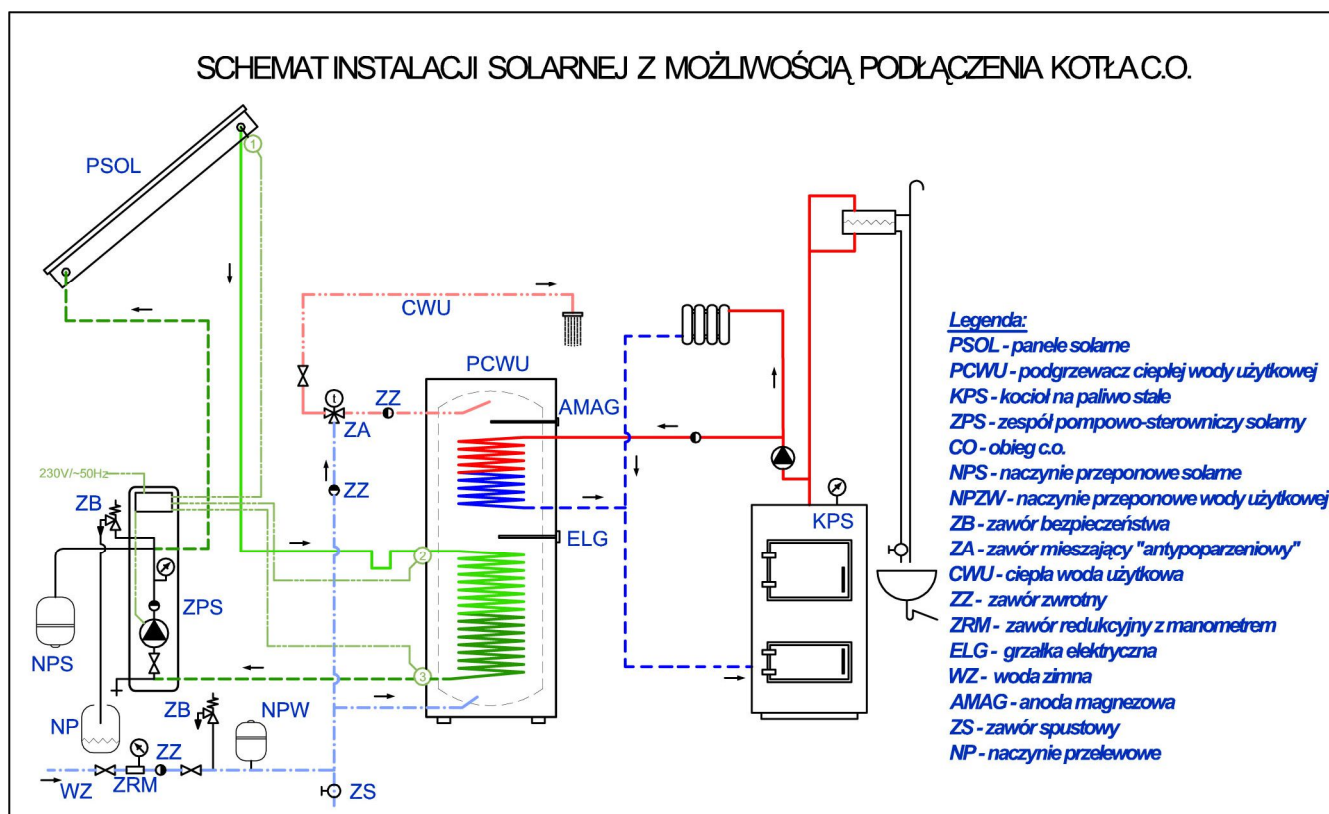 SCHEMAT INSTALACJI SOLARNEJ Z MOŻLIWOŚCIĄ PODŁĄCZENIA KOTŁA C.O.
PSOL
1
CWU
PCWU
ZZ
ZA
AMAG
230V/~50Hz
ZB
ZZ
t
2
ELG
ZPS
NPS
3
KPS
NP
ZB
NPW
WZ
ZRM
ZZ
ZS
Legenda:
PSOL - panele solarne
PCWU - podgrzewacz ciepłej wody użytkowej
KPS - kocioł na paliwo stałe
ZPS - zespół pompowo-sterowniczy solarny
CO - obieg c.o.
NPS - naczynie przeponowe solarne
NPZW - naczynie przeponowe wody użytkowej
ZB - zawór bezpieczeństwa
ZA - zawór mieszający "antypoparzeniowy"
CWU - ciepła woda użytkowa
ZZ - zawór zwrotny
ZRM - zawór redukcyjny z manometrem
ELG - grzałka elektryczna
WZ - woda zimna
AMAG - anoda magnezowa
ZS - zawór spustowy
NP - naczynie przelewowe